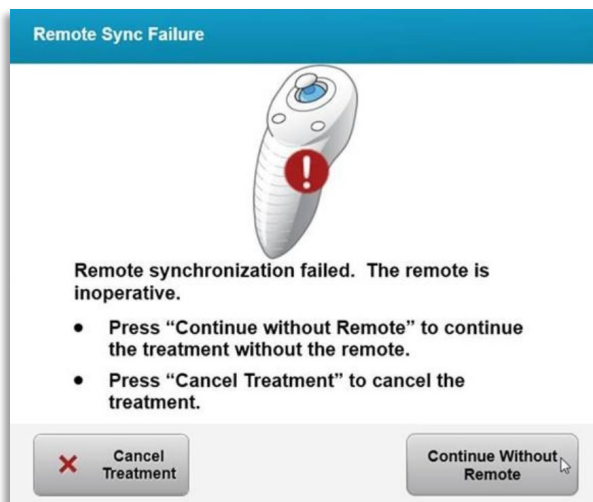 Remote Sync Failure
Remote synchronization failed.  The remote is
inoperative.
• Press “Continue without Remote” to continue
the treatment without the remote.
• Press “Cancel Treatment” to cancel the
treatment.
Cancel
Treatment
Continue Without
Remote